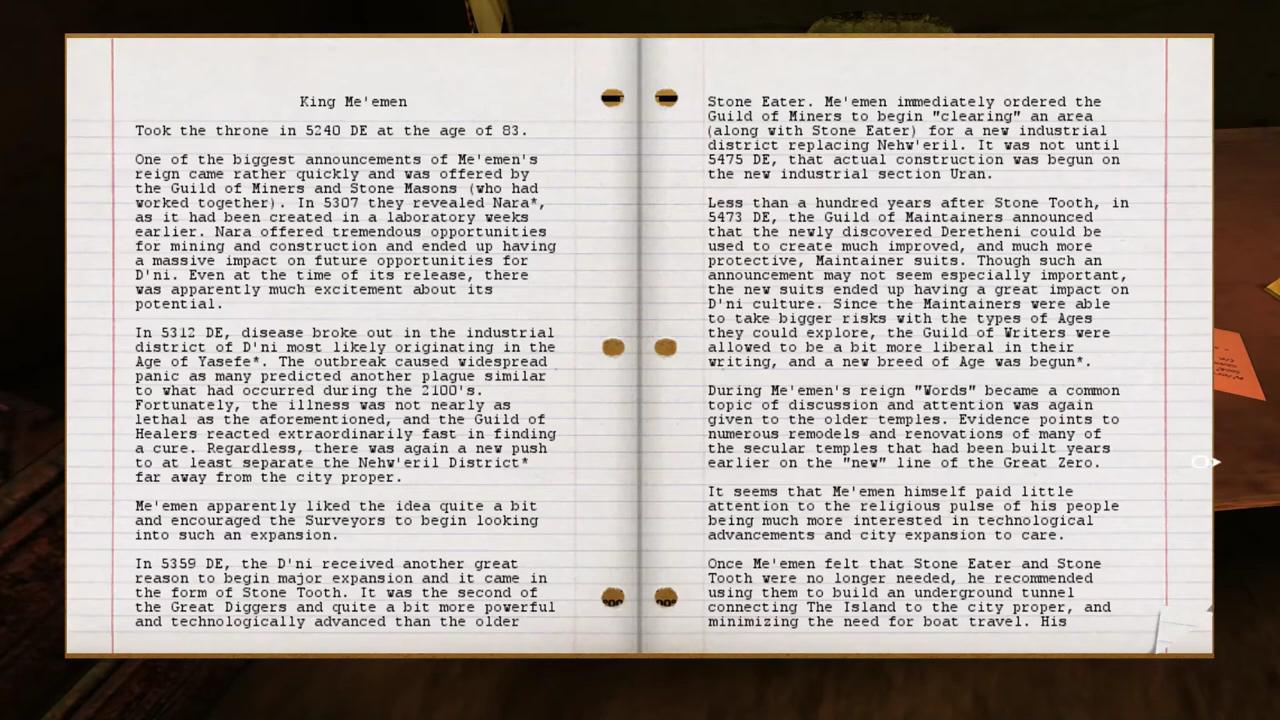 King Me'emen
Took the throne in 5240 DE at the age of 83.
One of the biggest announcements of Me'emen's
reign came rather quickly and was offered by
the Guild of Miners and Stone Masons (who had
worked together). In 5307 they revealed Nara*,
as it had been created in a laboratory weeks
earlier. Nara offered tremendous opportunities
for mining and construction and ended up having
a massive impact on future opportunities for
D'ni. Even at the time of its release, there
was apparently much excitement about its
potential.
In 5312 DE, disease broke out in the industrial
district of D'ni most likely originating in the
Age of Yasefe*. The outbreak caused widespread
panic as many predicted another plague similar
to what had occurred during the 2100's.
Fortunately, the illness was not nearly as
lethal as the aforementioned, and the Guild of
Healers reacted extraordinarily fast in finding
a cure. Regardless, there was again a new push
to at least separate the Nehw'eril District*
far away from the city proper.
Me'emen apparently liked the idea quite a bit
and encouraged the Surveyors to begin looking
into such an expansion.
In 5359 DE, the D'ni received another great
reason to begin major expansion and it came in
the form of Stone Tooth. It was the second of
the Great Diggers and quite a bit more powerful
and technologically advanced than the older
Stone Eater. Me'emen immediately ordered the
Guild of Miners to begin "clearing" an area
(along with Stone Eater) for a new industrial
district replacing Nehw'eril. It was not until
5475 DE, that actual construction was begun on
the new industrial section Uran.
Less than a hundred years after Stone Tooth, in
5473 DE, the Guild of Maintainers announced
that the newly discovered Deretheni could be
used to create much improved, and much more
protective, Maintainer suits. Though such an
announcement may not seem especially important,
the new suits ended up having a great impact on
D'ni culture. Since the Maintainers were able
to take bigger risks with the types of Ages
they could explore, the Guild of Writers were
allowed to be a bit more liberal in their
writing, and a new breed of Age was begun*.
During Me'emen's reign "Words" became a common
topic of discussion and attention was again
given to the older temples. Evidence points to
numerous remodels and renovations of many of
the secular temples that had been built years
earlier on the "new" line of the Great Zero.
It seems that Me'emen himself paid little
attention to the religious pulse of his people
being much more interested in technological
advancements and city expansion to care.
Once Me'emen felt that Stone Eater and Stone
Tooth were no longer needed, he recommended
using them to build an underground tunnel
connecting The Island to the city proper, and
minimizing the need for boat travel. His